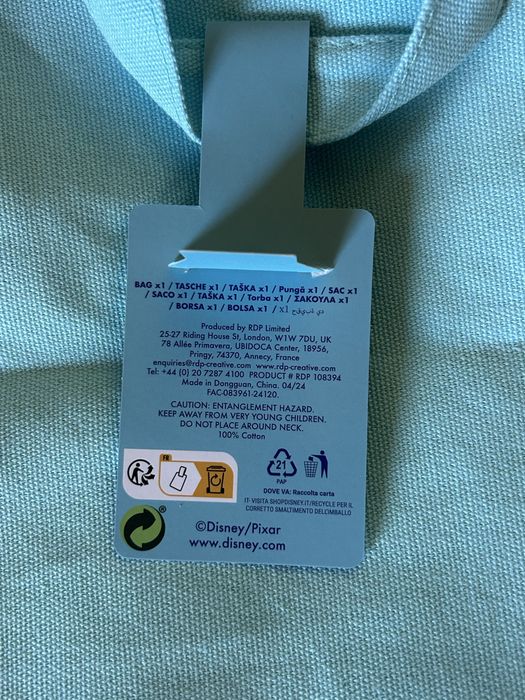 BAG x1 / TASCHE x1 / TAŠKA x1 / Pungă x1 / SAC x1
/ SACO x1 / TAŠKA x1 / Torba x1 / ΣΑΚΟΥΛΑ x1
/ BORSA x1 / BOLSA x1 / x1
Produced by RDP Limited
25-27 Riding House St, London, W1W 7DU, UK
78 Allée Primavera, UBIDOCA Center, 18956,
Pringy, 74370, Annecy, France
enquiries@rdp-creative.com www.rdp-creative.com
Tel: +44 (0) 20 7287 4100 PRODUCT # RDP 108394
Made in Dongguan, China. 04/24
FAC-083961-24120.
CAUTION: ENTANGLEMENT HAZARD.
KEEP AWAY FROM VERY YOUNG CHILDREN.
DO NOT PLACE AROUND NECK.
100% Cotton
FR
21
PAP
DOVE VA: Raccolta carta
IT- VISITA SHOPDISNEY.IT/RECYCLE PER IL
CORRETTO SMALTIMENTO DELL'IMBALLO
®
©Disney/Pixar
www.disney.com